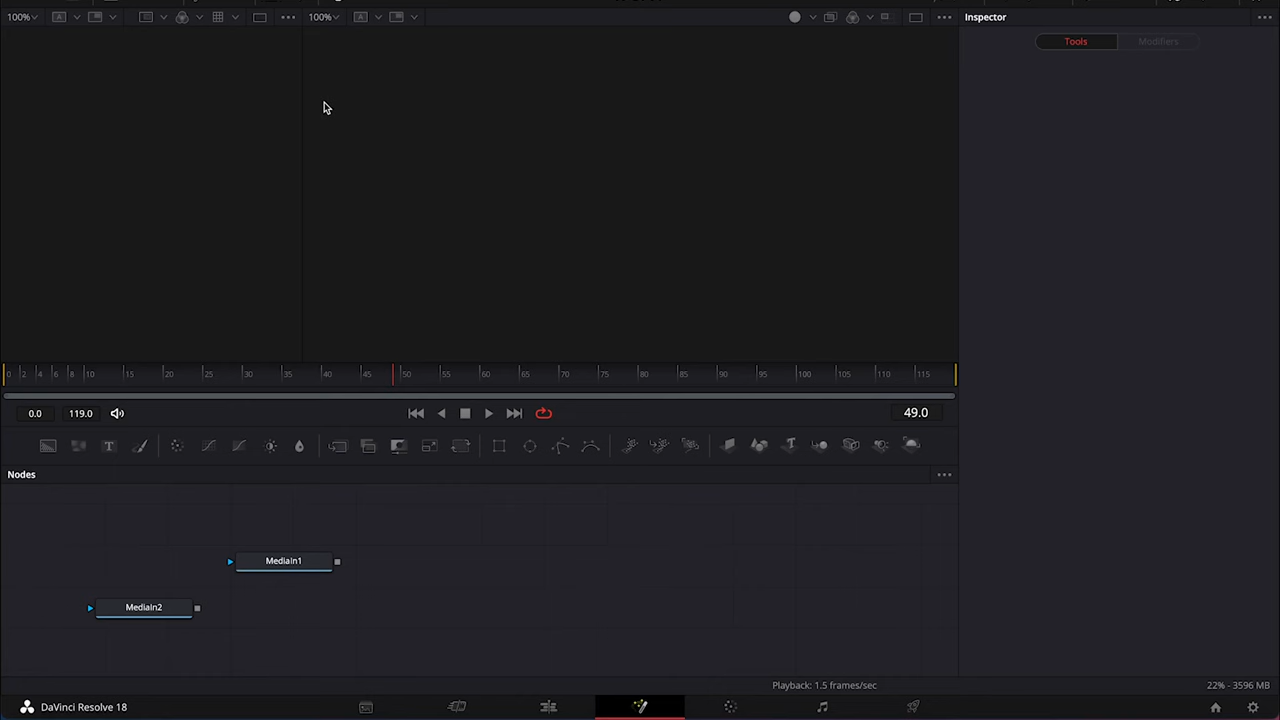 100%
100%
Inspector
Tools
Modifiers
0 2 4 6 8 10 15 20 25 30 35 40 45 50 55 60 65 70 75 80 85 90 95 100 105 110 115
0.0
119.0
49.0
Nodes
MediaIn1
MediaIn2
Playback: 1.5 frames/sec
22% - 3596 MB
DaVinci Resolve 18